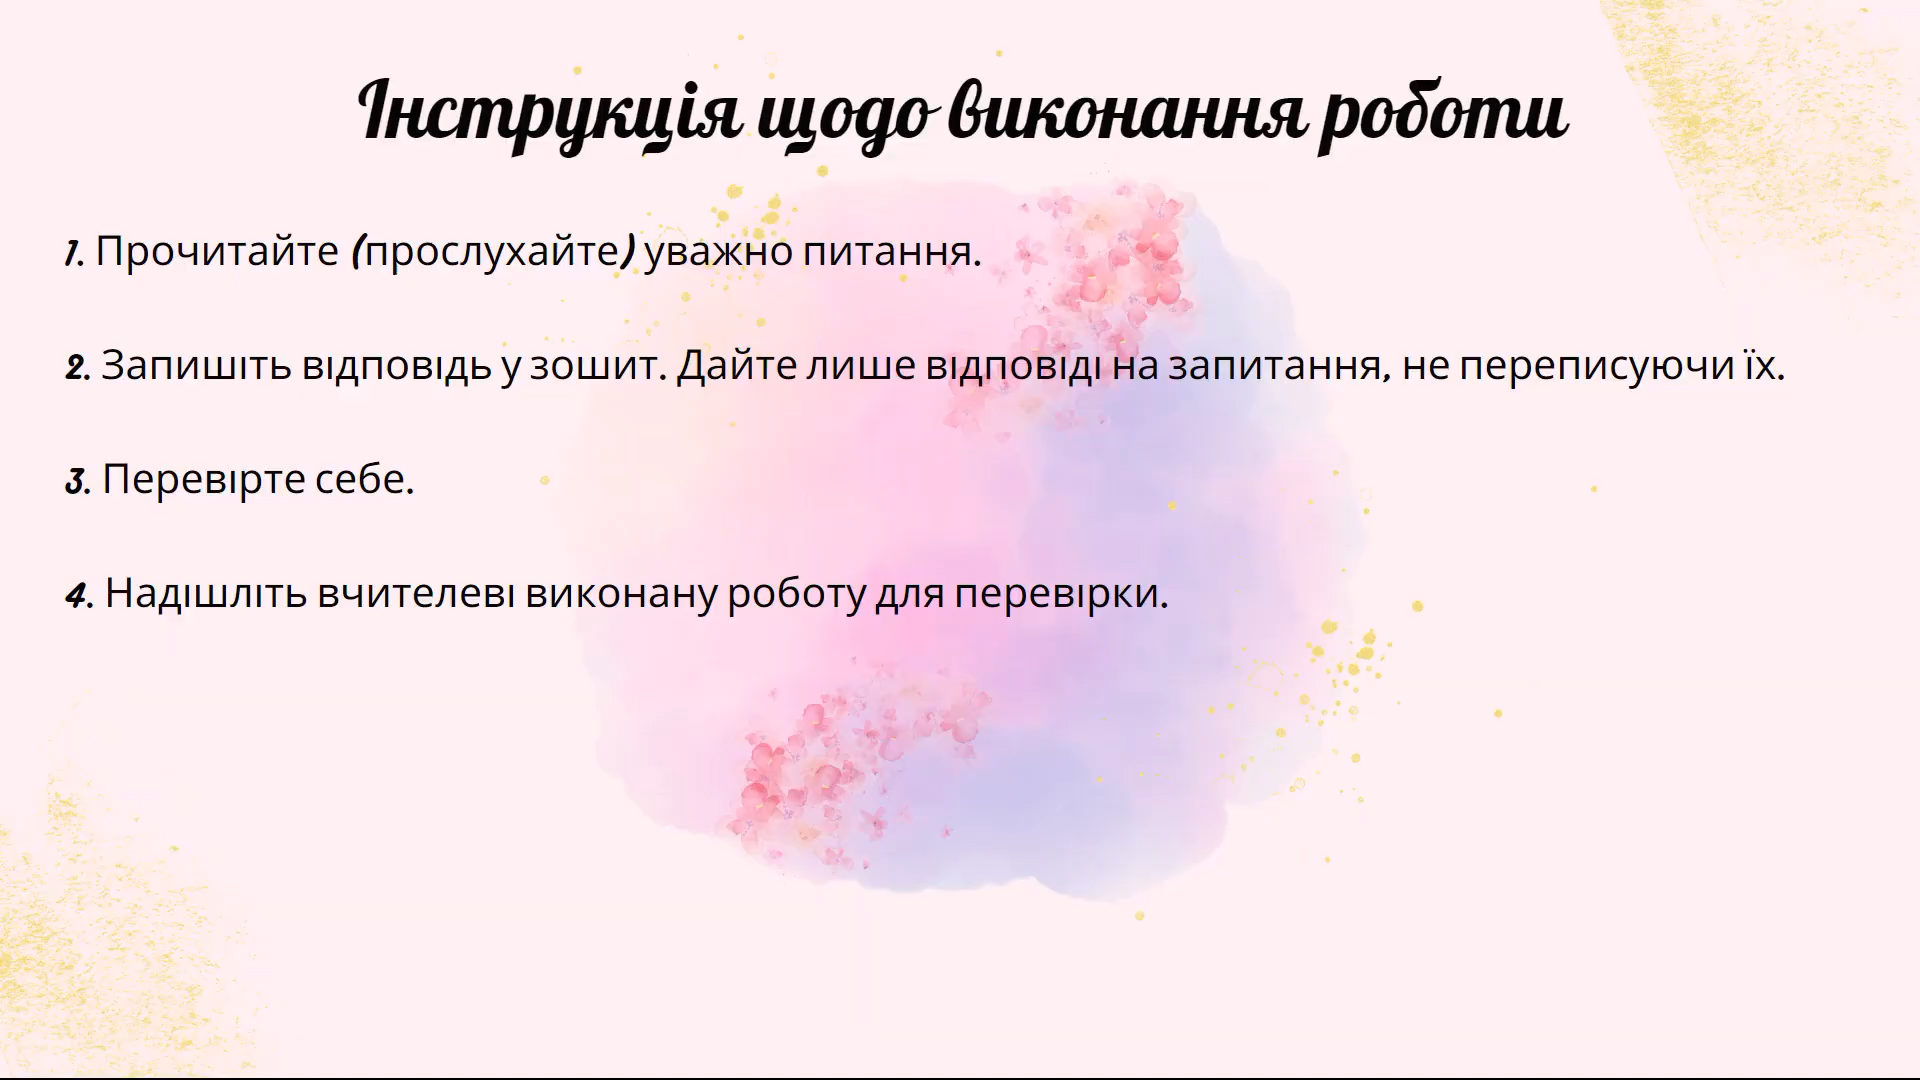 Інструкція щодо виконання роботи
1. Прочитайте (прослухайте) уважно питання.
2. Запишіть відповідь у зошит. Дайте лише відповіді на запитання, не переписуючи їх.
3. Перевірте себе.
4. Надішліть вчителеві виконану роботу для перевірки.